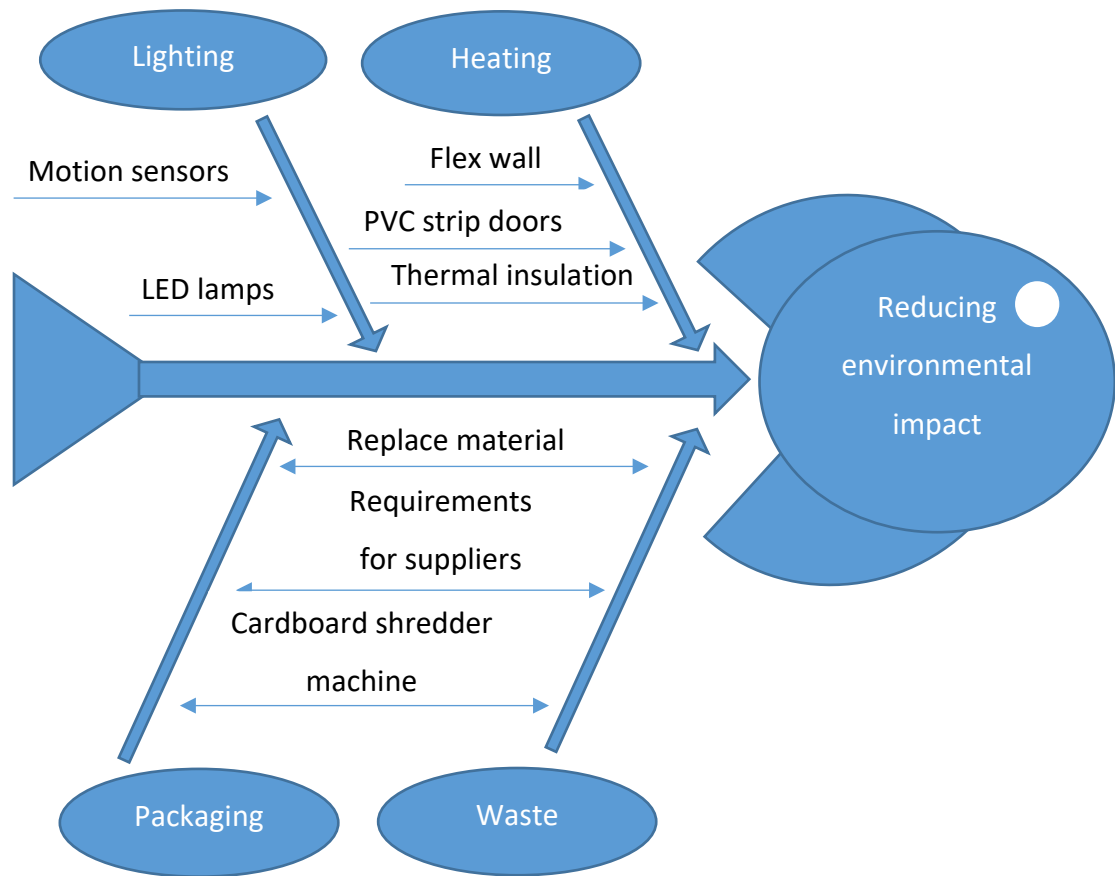 Lighting
Heating
Motion sensors
Flex wall
PVC strip doors
LED lamps
Thermal insulation
Reducing
environmental
impact
Replace material
Requirements
for suppliers
Cardboard shredder
machine
Packaging
Waste